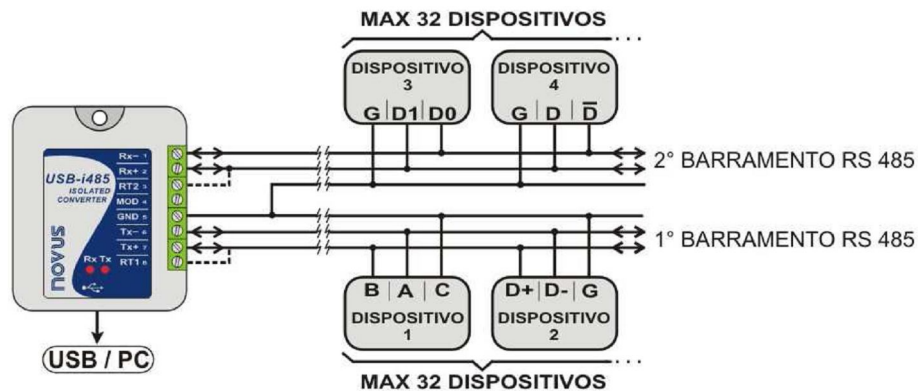 MAX 32 DISPOSITIVOS
DISPOSITIVO
3
G D1 D0
DISPOSITIVO
4
G D D̅
Rx– 1
Rx+ 2
RT2 3
MOD 4
GND 5
Tx– 6
Tx+ 7
RT1 8
USB-i485
ISOLATED
CONVERTER
novus
Rx Tx
USB / PC
2° BARRAMENTO RS 485
1° BARRAMENTO RS 485
B A C
DISPOSITIVO
1
D+ D- G
DISPOSITIVO
2
MAX 32 DISPOSITIVOS